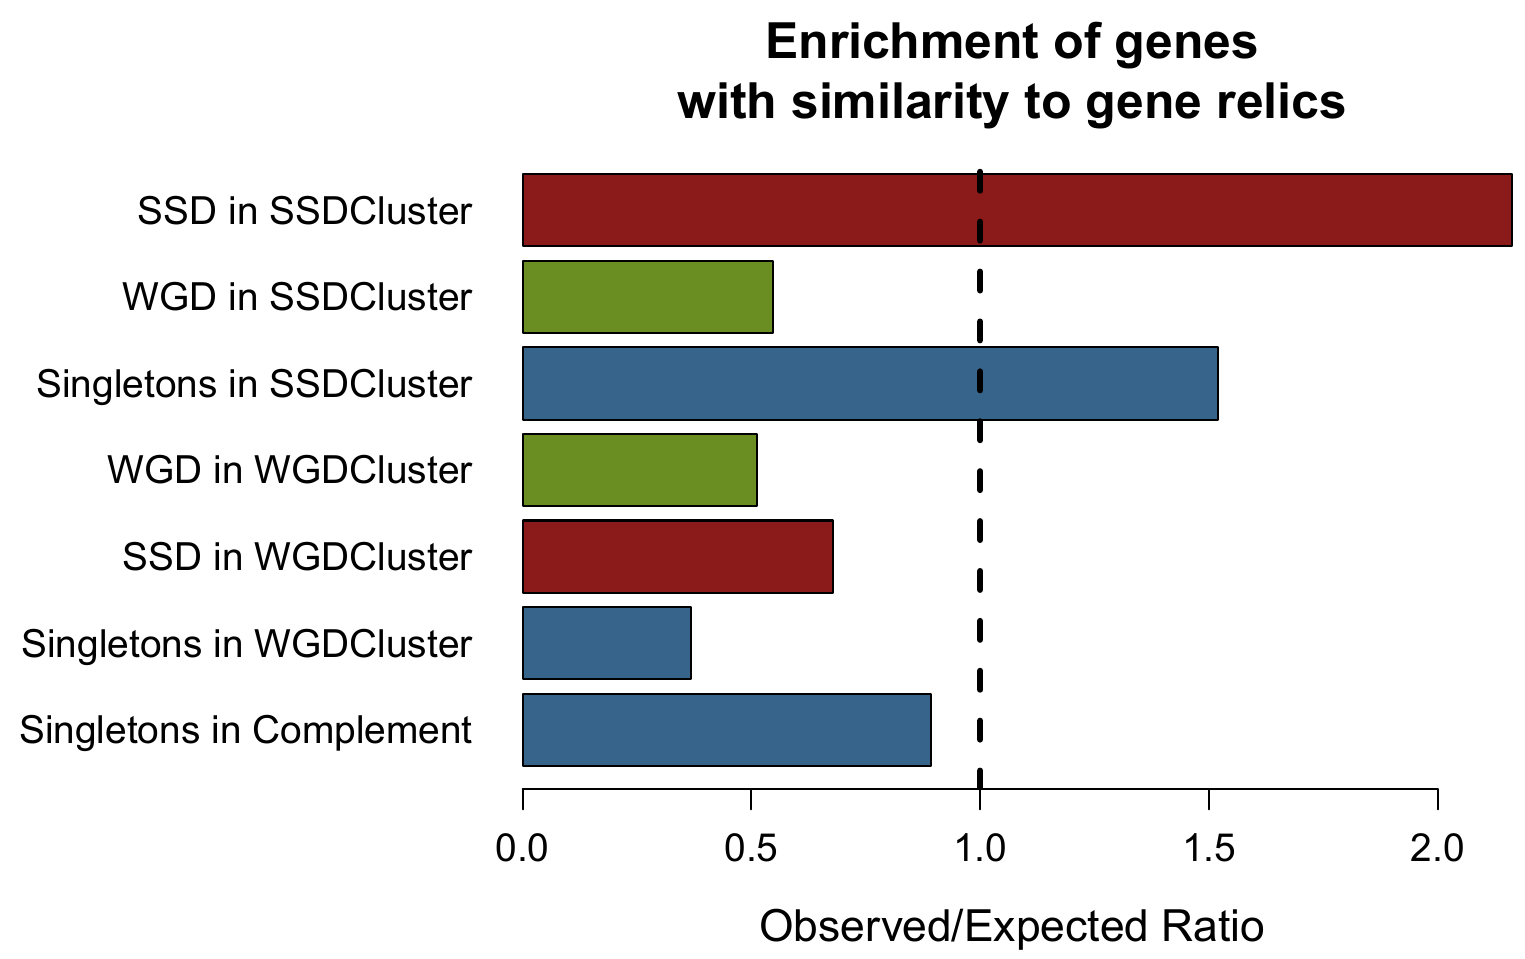 Enrichment of genes
with similarity to gene relics
SSD in SSDCluster
WGD in SSDCluster
Singletons in SSDCluster
WGD in WGDCluster
SSD in WGDCluster
Singletons in WGDCluster
Singletons in Complement
0.0 0.5 1.0 1.5 2.0
Observed/Expected Ratio